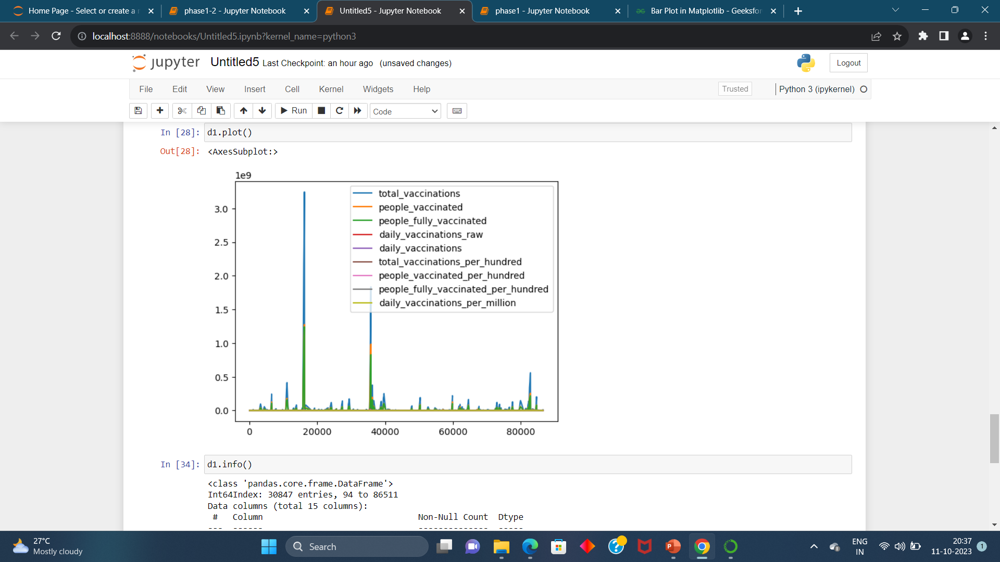 Home Page - Select or create a n
phase1-2 - Jupyter Notebook
Untitled5 - Jupyter Notebook
phase1 - Jupyter Notebook
Bar Plot in Matplotlib - Geeksfor
localhost:8888/notebooks/Untitled5.ipynb?kernel_name=python3
jupyter Untitled5 Last Checkpoint: an hour ago (unsaved changes)
Logout
File Edit View Insert Cell Kernel Widgets Help
Trusted
Python 3 (ipykernel)
Run
Code
In [28]: d1.plot()
Out[28]: <AxesSubplot:>
1e9
total_vaccinations
people_vaccinated
people_fully_vaccinated
daily_vaccinations_raw
daily_vaccinations
total_vaccinations_per_hundred
people_vaccinated_per_hundred
people_fully_vaccinated_per_hundred
daily_vaccinations_per_million
3.0
2.5
2.0
1.5
1.0
0.5
0.0
0 20000 40000 60000 80000
In [34]: d1.info()
<class 'pandas.core.frame.DataFrame'>
Int64Index: 30847 entries, 94 to 86511
Data columns (total 15 columns):
# Column Non-Null Count Dtype
--- ------ -------------- -----
27°C
Mostly cloudy
Search
P
ENG
IN
20:37
11-10-2023
1